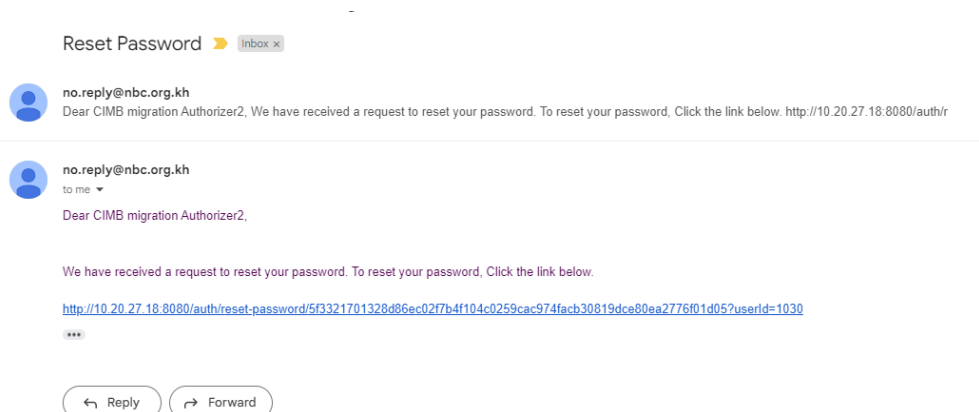 Reset Password
Inbox ×
no.reply@nbc.org.kh
Dear CIMB migration Authorizer2, We have received a request to reset your password. To reset your password, Click the link below. http://10.20.27.18:8080/auth/r
no.reply@nbc.org.kh
to me
Dear CIMB migration Authorizer2,
We have received a request to reset your password. To reset your password, Click the link below.
http://10.20.27.18:8080/auth/reset-password/5f3321701328d86ec02f7b4f104c0259cac974facb30819dce80ea2776f01d05?userId=1030
Reply
Forward